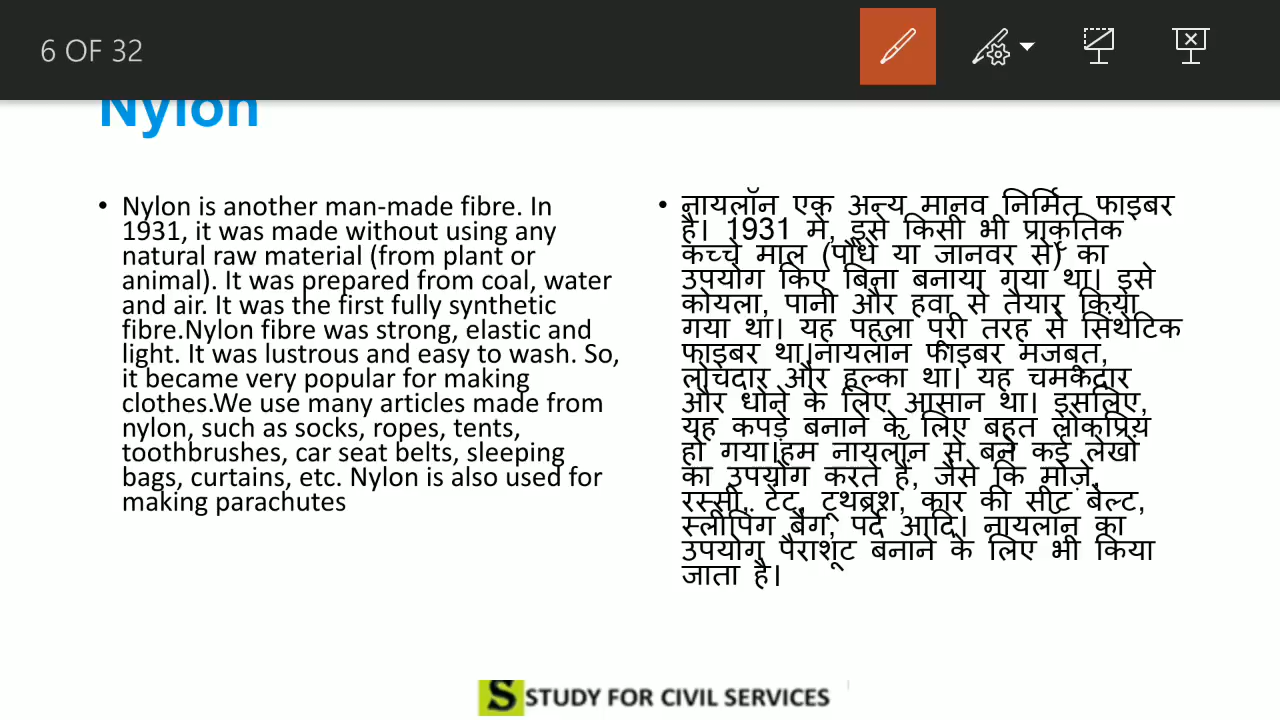 6 OF 32
Nylon
• Nylon is another man-made fibre. In
1931, it was made without using any
natural raw material (from plant or
animal). It was prepared from coal, water
and air. It was the first fully synthetic
fibre.Nylon fibre was strong, elastic and
light. It was lustrous and easy to wash. So,
it became very popular for making
clothes.We use many articles made from
nylon, such as socks, ropes, tents,
toothbrushes, car seat belts, sleeping
bags, curtains, etc. Nylon is also used for
making parachutes
• नायलॉन एक अन्य मानव निर्मित फाइबर
है। 1931 में, इसे किसी भी प्राकृतिक
कच्चे माल (पौधे या जानवर से) का
उपयोग किए बिना बनाया गया था। इसे
कोयला, पानी और हवा से तैयार किया
गया था। यह पहला पूरी तरह से सिंथेटिक
फाइबर था।नायलॉन फाइबर मजबूत,
लोचदार और हल्का था। यह चमकदार
और धोने के लिए आसान था। इसलिए,
यह कपड़े बनाने के लिए बहुत लोकप्रिय
हो गया।हम नायलॉन से बने कई लेखों
का उपयोग करते हैं, जैसे कि मोज़े,
रस्सी, टेंट, टूथब्रश, कार की सीट बेल्ट,
स्लीपिंग बैग, पर्दे आदि। नायलॉन का
उपयोग पैराशूट बनाने के लिए भी किया
जाता है।
S STUDY FOR CIVIL SERVICES